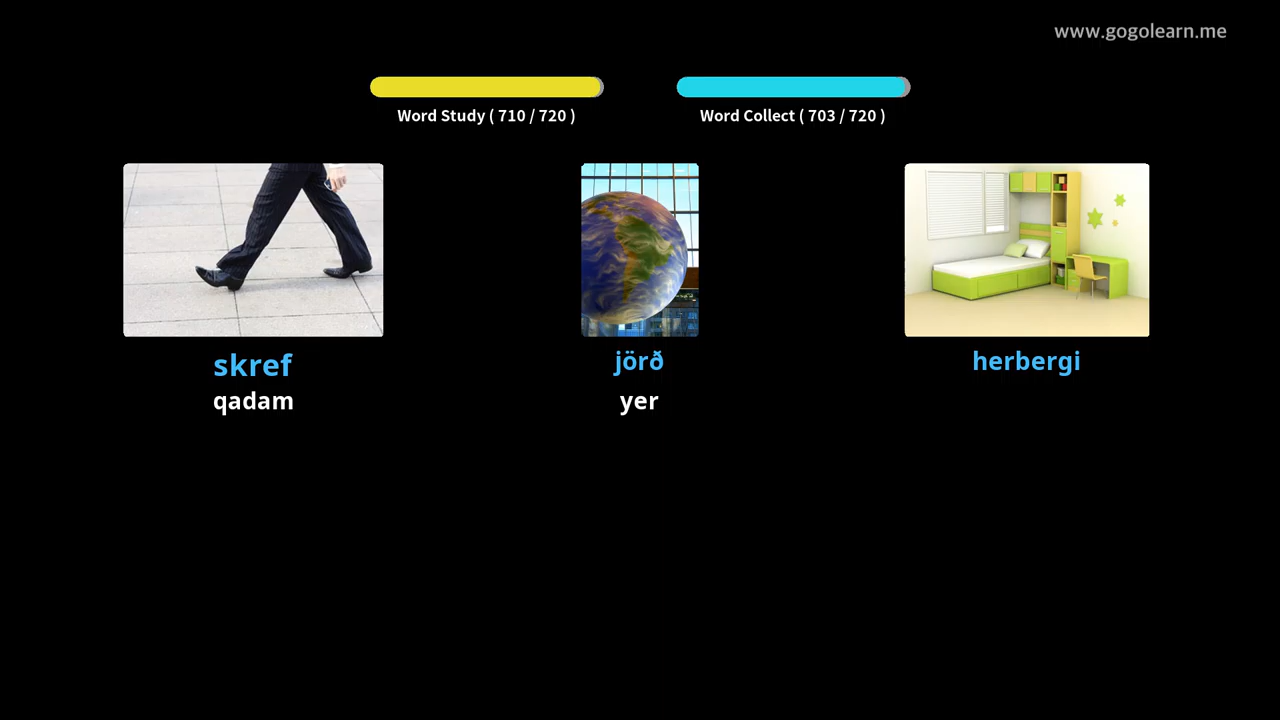 www.gogolearn.me
Word Study ( 710 / 720 )
Word Collect ( 703 / 720 )
skref
qadam
jörð
yer
herbergi